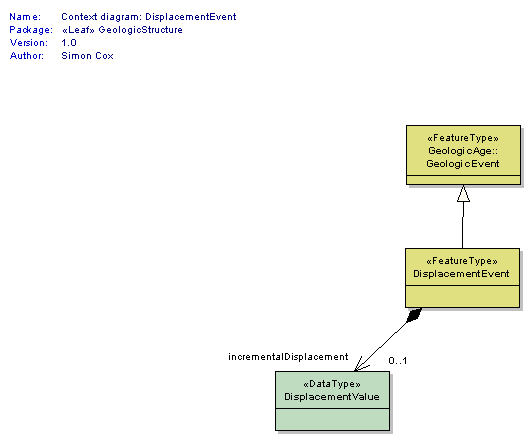 Name: Context diagram: DisplacementEvent
Package: «Leaf» GeologicStructure
Version: 1.0
Author: Simon Cox
«FeatureType»
GeologicAge::
GeologicEvent
«FeatureType»
DisplacementEvent
incrementalDisplacement
0..1
«DataType»
DisplacementValue